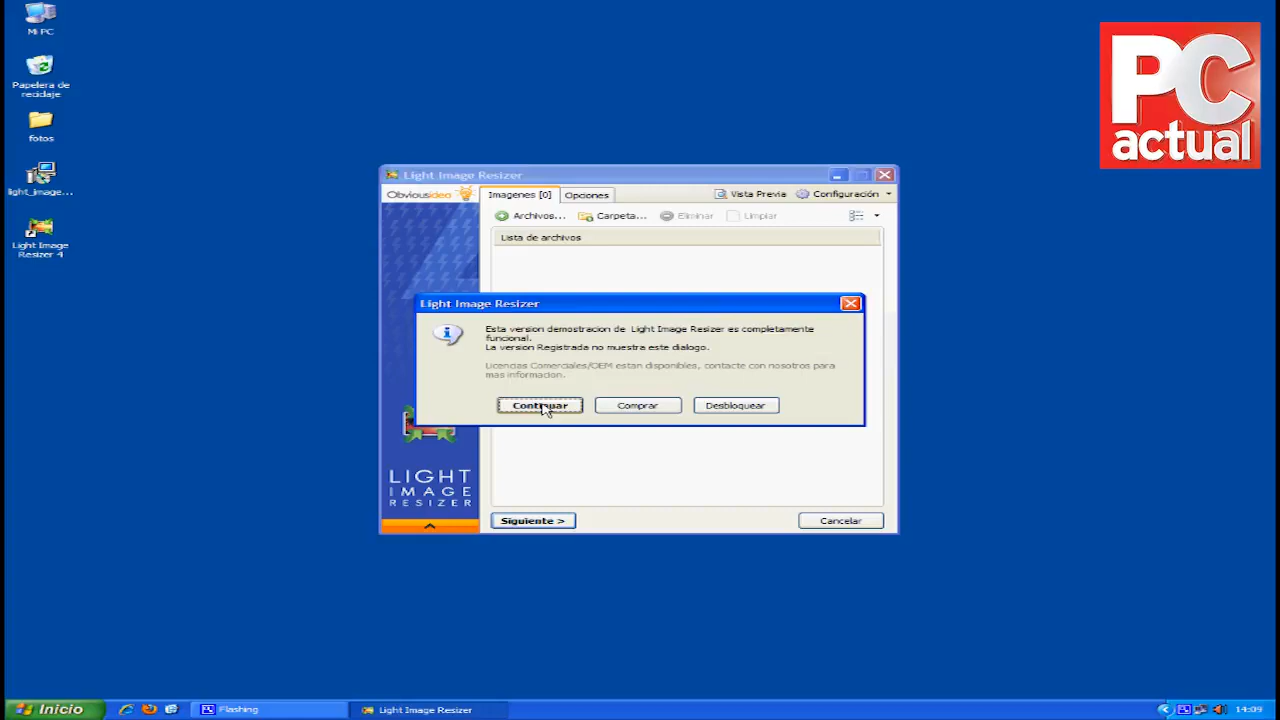 Mi PC
Papelera de
reciclaje
fotos
light_image...
Light Image
Resizer 4
PC
actual
Light Image Resizer
Obviousidea
Imagenes [0]
Opciones
Vista Previa
Configuración
Archivos...
Carpeta...
Eliminar
Limpiar
Lista de archivos
Light Image Resizer
Esta version demostracion de Light Image Resizer es completamente
funcional.
La version Registrada no muestra este dialogo.
Licencias Comerciales/OEM estan disponibles, contacte con nosotros para
mas informacion.
Continuar
Comprar
Desbloquear
LIGHT
IMAGE
RESIZER
Siguiente >
Cancelar
Inicio
Flashing
Light Image Resizer
14:09